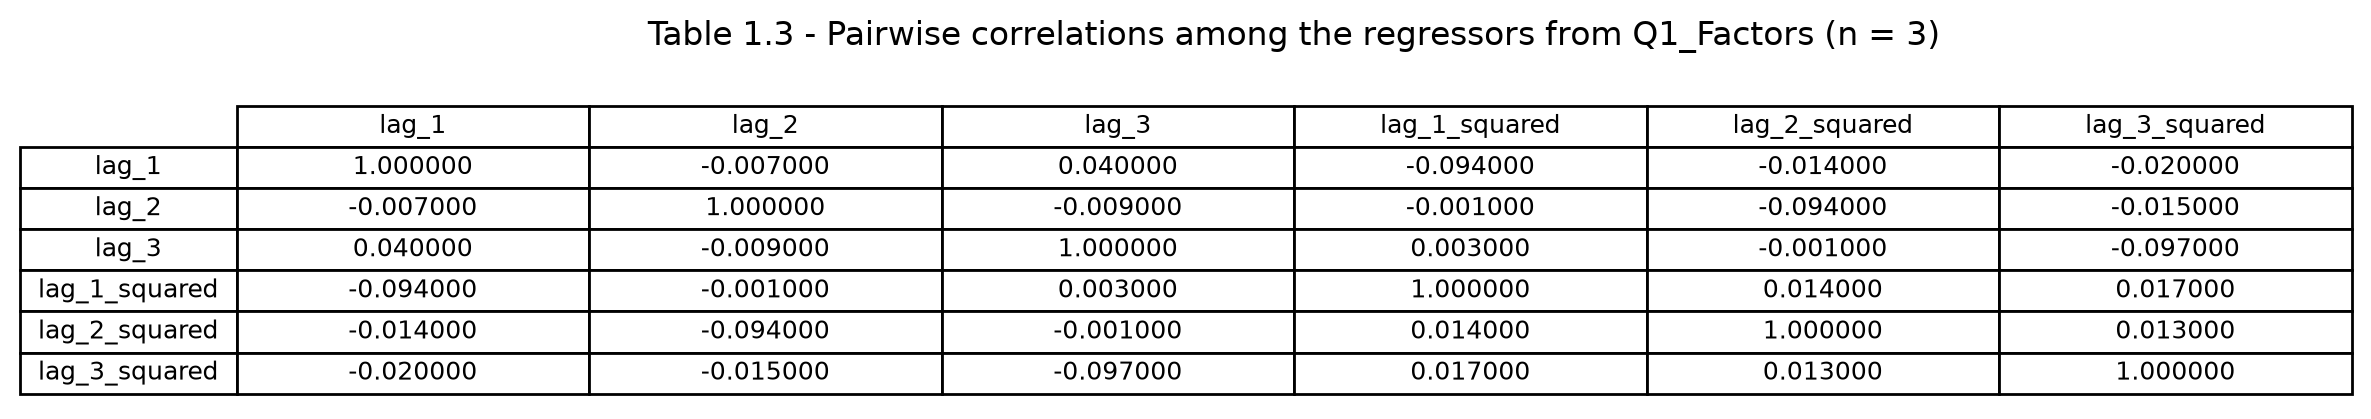 Table 1.3 - Pairwise correlations among the regressors from Q1_Factors (n = 3)
lag_1 lag_2 lag_3 lag_1_squared lag_2_squared lag_3_squared
lag_1 1.000000 -0.007000 0.040000 -0.094000 -0.014000 -0.020000
lag_2 -0.007000 1.000000 -0.009000 -0.001000 -0.094000 -0.015000
lag_3 0.040000 -0.009000 1.000000 0.003000 -0.001000 -0.097000
lag_1_squared -0.094000 -0.001000 0.003000 1.000000 0.014000 0.017000
lag_2_squared -0.014000 -0.094000 -0.001000 0.014000 1.000000 0.013000
lag_3_squared -0.020000 -0.015000 -0.097000 0.017000 0.013000 1.000000